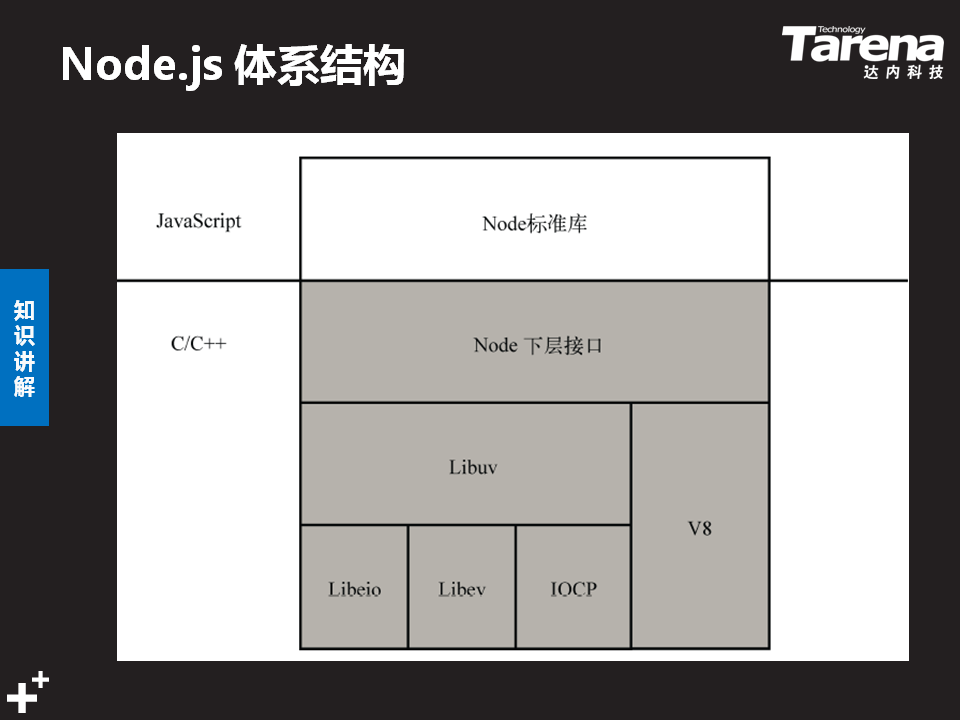 Node.js 体系结构
Technology
Tarena
达内科技
知识讲解
JavaScript
Node标准库
C/C++
Node 下层接口
Libuv
V8
Libeio
Libev
IOCP